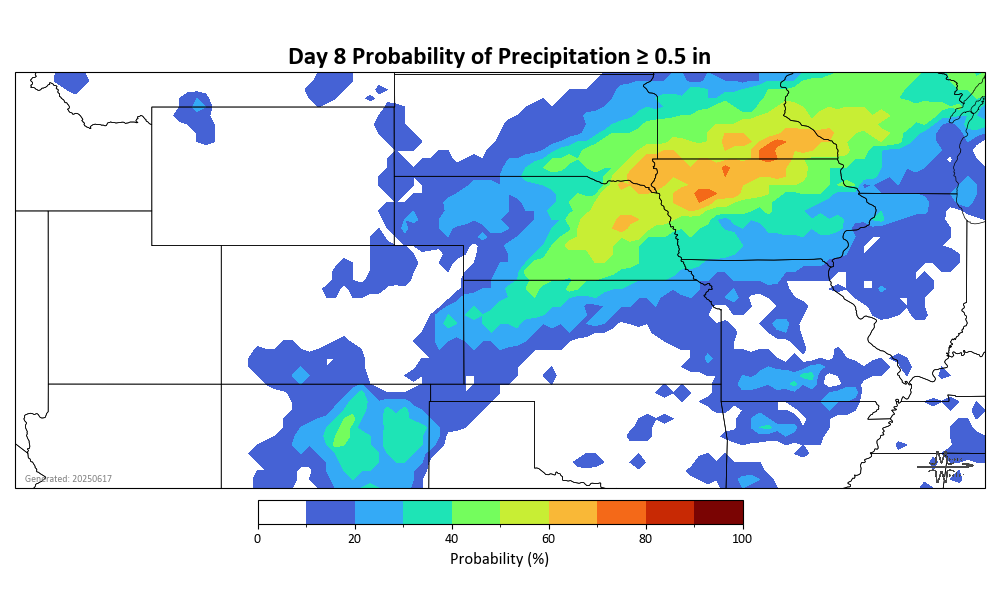 Day 8 Probability of Precipitation ≥ 0.5 in
Generated: 20250617
0 20 40 60 80 100
Probability (%)